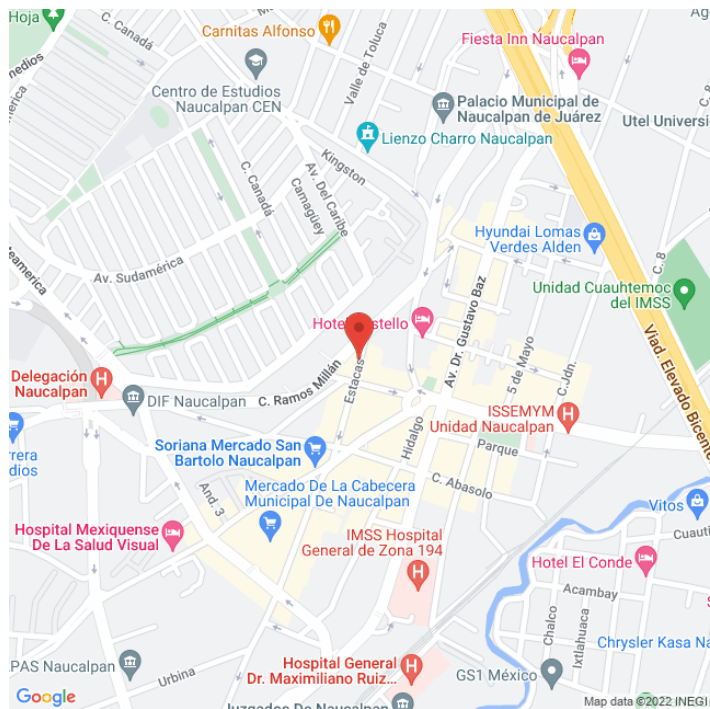 Hoja
C. Canadá
Carnitas Alfonso
Valle de Toluca
Fiesta Inn Naucalpan
C. 8
Centro de Estudios
Naucalpan CEN
Palacio Municipal de
Naucalpan de Juárez
Utel Universi
Lienzo Charro Naucalpan
Kingston
C. Canadá
Camagüey
Av. Del Caribe
Av. Sudamérica
Hyundai Lomas
Verdes Alden
C. 8
Unidad Cuauhtemoc
del IMSS
Av. Dr. Gustavo Baz
Viad. Elevado Bicente
5 de Mayo
C. Jdn.
C. Ramos Millán
Estacas
Delegación
Naucalpan
DIF Naucalpan
ISSEMYM
Unidad Naucalpan
Hidalgo
Parque
Soriana Mercado San
Bartolo Naucalpan
C. Abasolo
Mercado De La Cabecera
Municipal De Naucalpan
And. 3
Vitos
Hospital Mexiquense
De La Salud Visual
IMSS Hospital
General de Zona 194
Cuauti
Hotel El Conde
Acambay
Chalco
Ixtlahuaca
Chrysler Kasa Na
PAS Naucalpan
Urbina
Hospital General
Dr. Maximiliano Ruiz...
GS1 México
Juzgados De Naucalpan
Google
Map data ©2022 INEGI